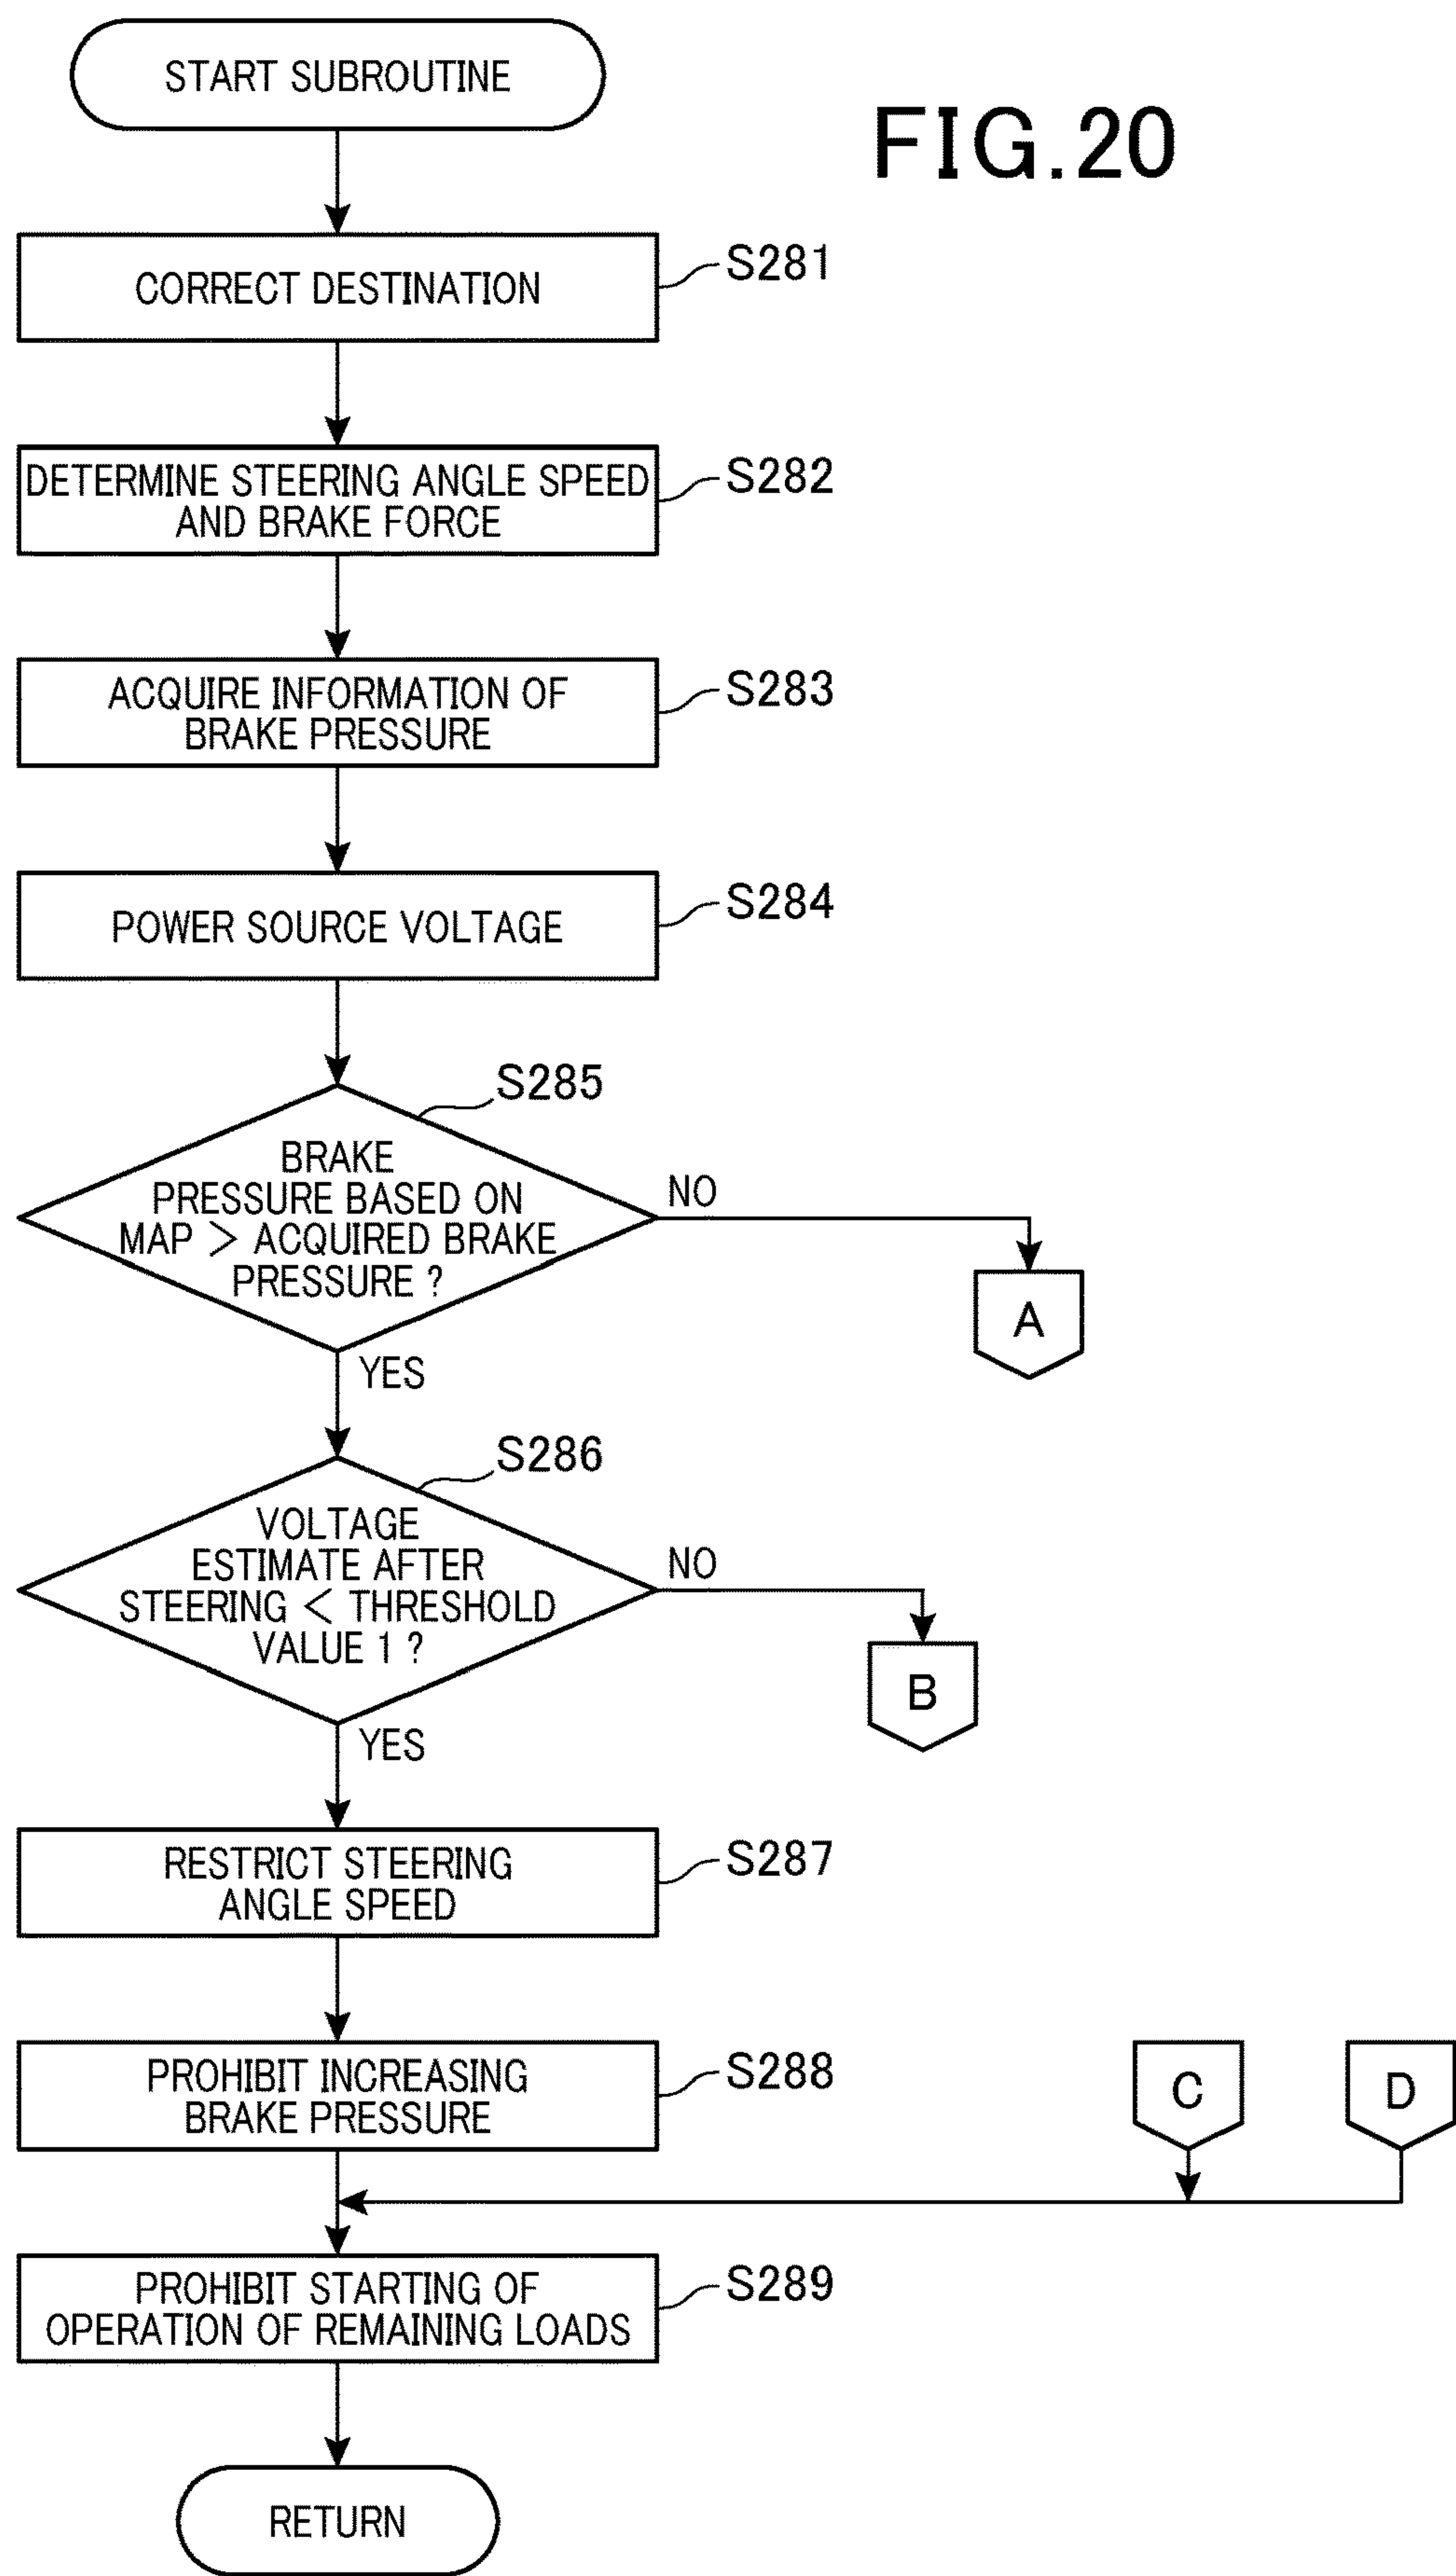 START SUBROUTINE
FIG.20
CORRECT DESTINATION
S281
DETERMINE STEERING ANGLE SPEED
AND BRAKE FORCE
S282
ACQUIRE INFORMATION OF
BRAKE PRESSURE
S283
POWER SOURCE VOLTAGE
S284
S285
BRAKE
PRESSURE BASED ON
MAP > ACQUIRED BRAKE
PRESSURE ?
NO
A
YES
S286
VOLTAGE
ESTIMATE AFTER
STEERING < THRESHOLD
VALUE 1 ?
NO
B
YES
RESTRICT STEERING
ANGLE SPEED
S287
PROHIBIT INCREASING
BRAKE PRESSURE
S288
C
D
PROHIBIT STARTING OF
OPERATION OF REMAINING LOADS
S289
RETURN